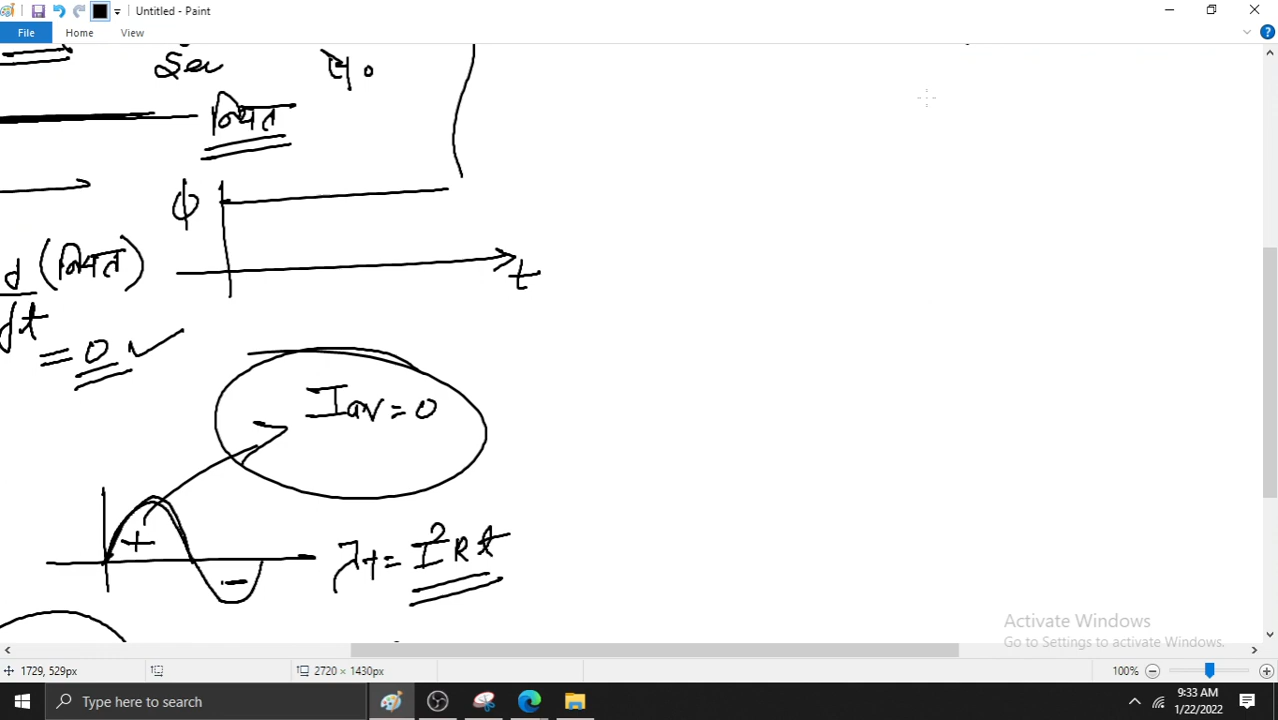 Untitled - Paint
File Home View
Sec
नियत
Φ
t
d/dt (नियत)
= 0 ✓
Iav = 0
+
= I²Rt
-
Activate Windows
Go to Settings to activate Windows.
1729, 529px 2720 × 1430px 100%
Type here to search
9:33 AM
1/22/2022